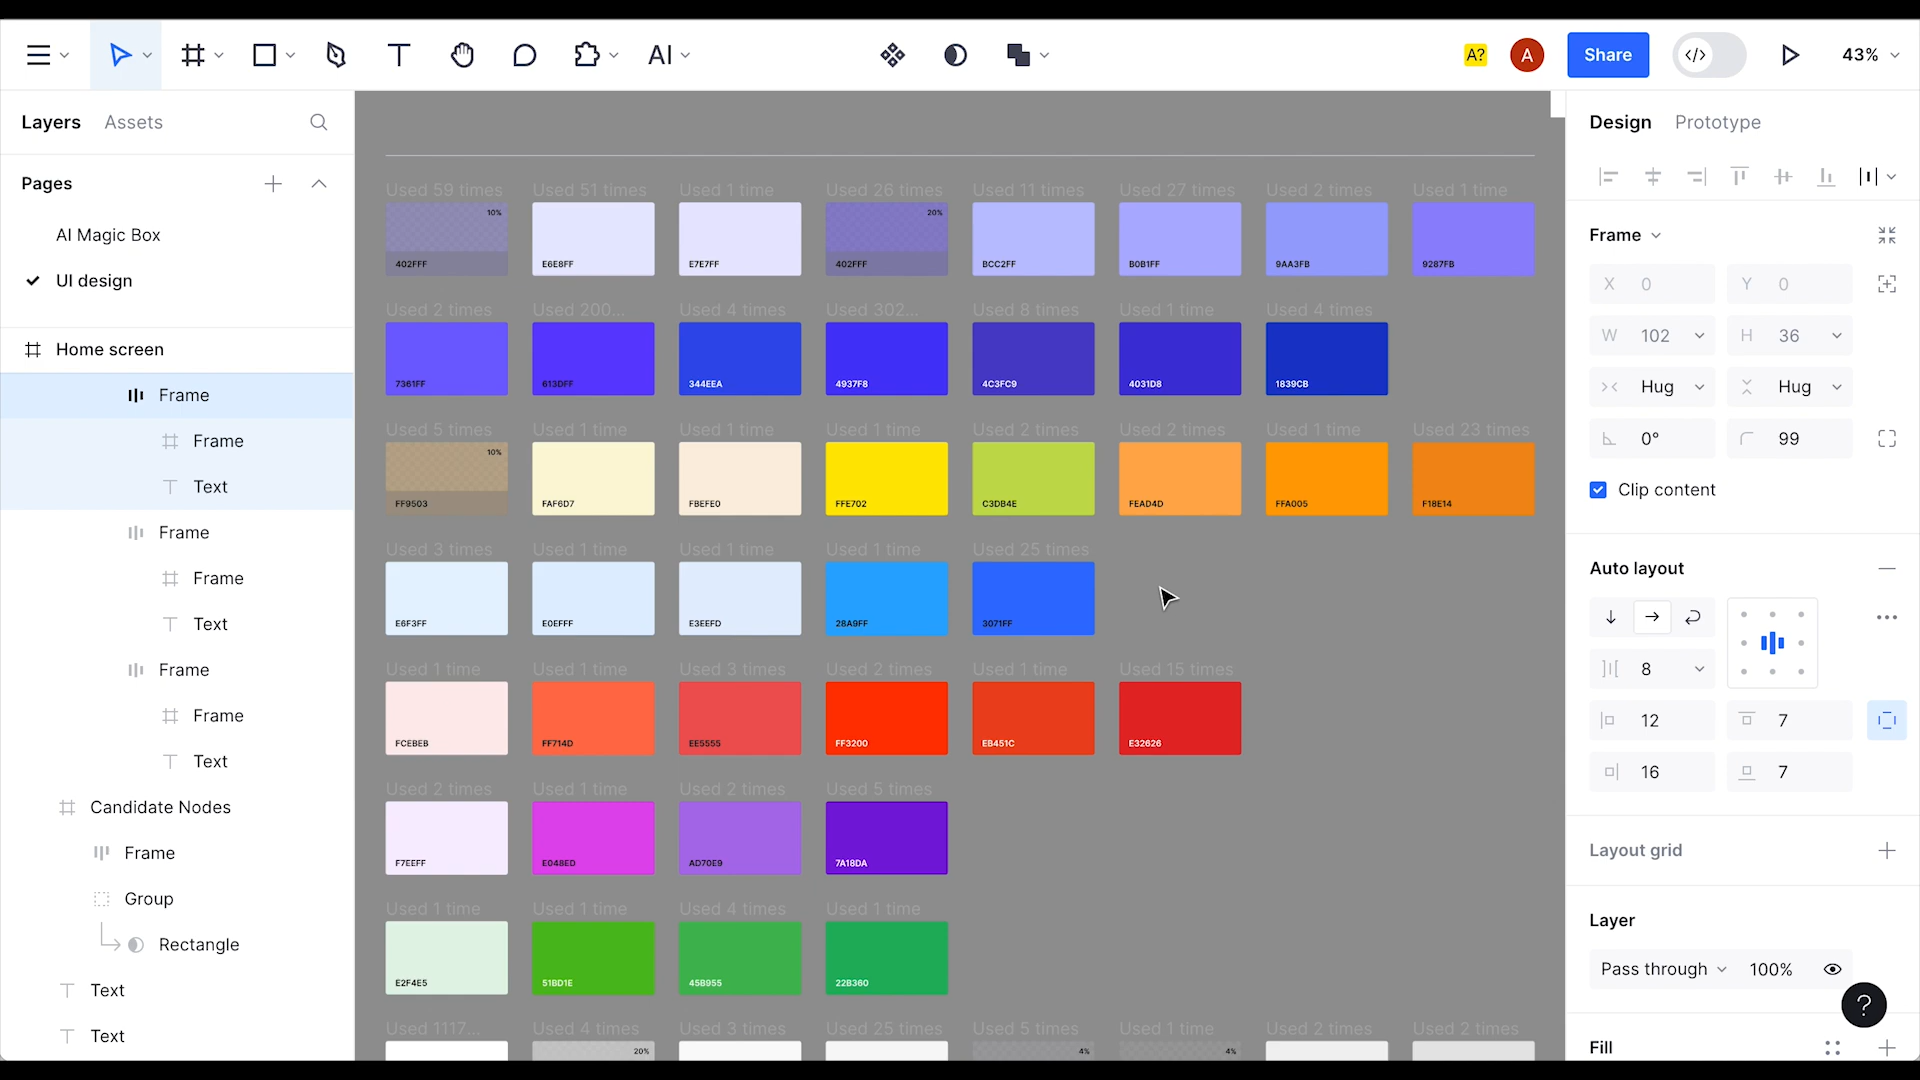 AI
A?
A
Share
</>
43%
Layers
Assets
Pages
AI Magic Box
UI design
Home screen
Frame
Frame
Text
Frame
Frame
Text
Frame
Frame
Text
Candidate Nodes
Frame
Group
Rectangle
Text
Text
Used 59 times
Used 51 times
Used 1 time
Used 26 times
Used 11 times
Used 27 times
Used 2 times
Used 1 time
10%
20%
402FFF
E6E8FF
E7E7FF
402FFF
BCC2FF
B0B1FF
9AA3FB
9287FB
Used 2 times
Used 200...
Used 4 times
Used 302...
Used 8 times
Used 1 time
Used 4 times
7361FF
613DFF
344EEA
4937F8
4C3FC9
4031D8
1839CB
Used 5 times
Used 1 time
Used 1 time
Used 1 time
Used 2 times
Used 2 times
Used 1 time
Used 23 times
10%
FF9503
FAF6D7
FBEFE0
FFE702
C3DB4E
FEAD4D
FFA005
F18E14
Used 3 times
Used 1 time
Used 1 time
Used 1 time
Used 25 times
E6F3FF
E0EFFF
E3EEFD
28A9FF
3071FF
Used 1 time
Used 1 time
Used 3 times
Used 2 times
Used 1 time
Used 15 times
FCEBEB
FF714D
EE5555
FF3200
EB451C
E32626
Used 2 times
Used 1 time
Used 2 times
Used 5 times
F7EEFF
E048ED
AD70E9
7A18DA
Used 1 time
Used 1 time
Used 4 times
Used 1 time
E2F4E5
51BD1E
45B955
22B360
Used 1117...
Used 4 times
Used 3 times
Used 25 times
Used 5 times
Used 1 time
Used 2 times
Used 2 times
20%
4%
4%
Design
Prototype
Frame
X 0
Y 0
W 102
H 36
Hug
Hug
0°
99
Clip content
Auto layout
8
12
7
16
7
Layout grid
Layer
Pass through
100%
?
Fill